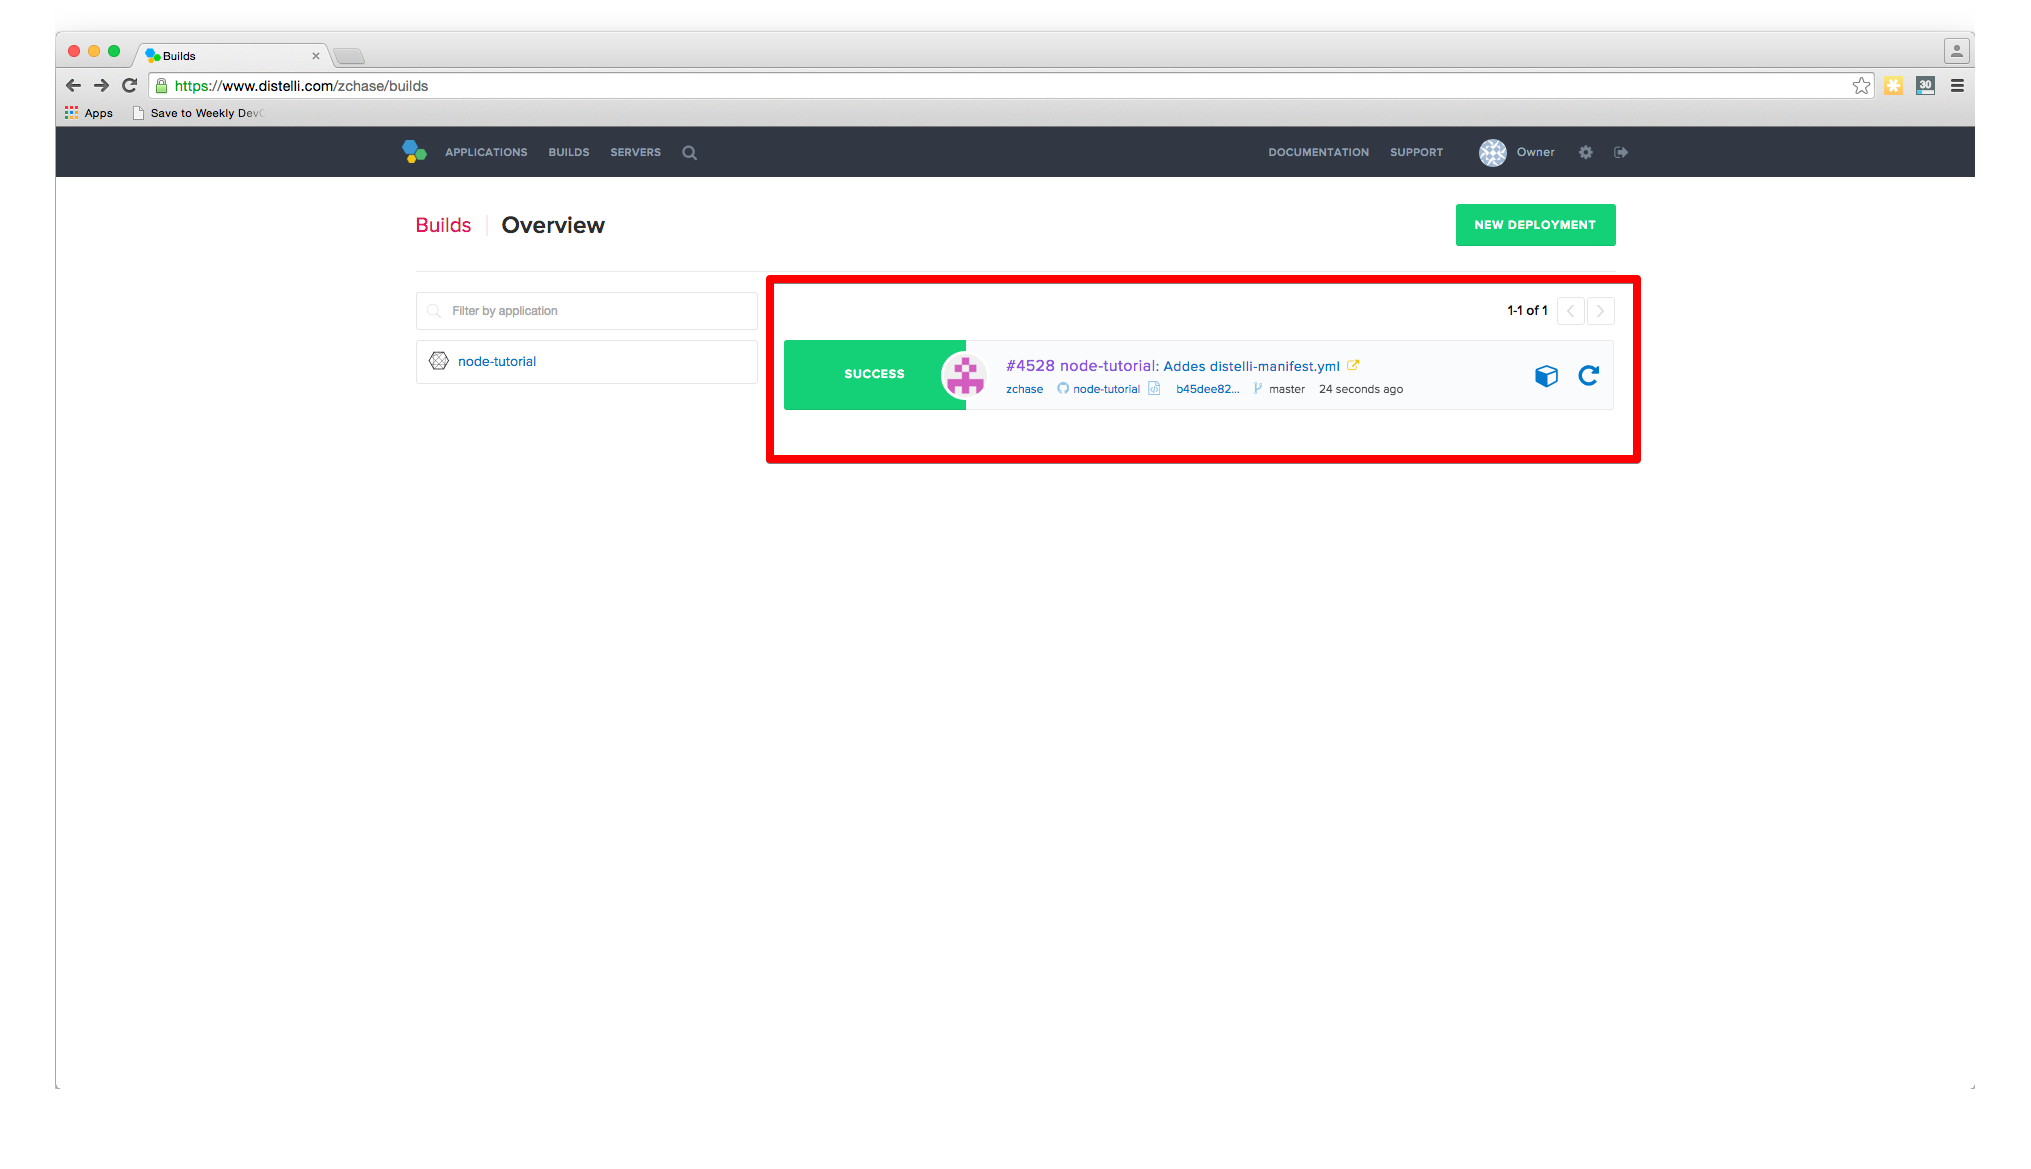 Builds
https://www.distelli.com/zchase/builds
30
Apps Save to Weekly Dev
APPLICATIONS BUILDS SERVERS DOCUMENTATION SUPPORT Owner
Builds Overview NEW DEPLOYMENT
Filter by application 1-1 of 1
node-tutorial
SUCCESS #4528 node-tutorial: Addes distelli-manifest.yml
zchase node-tutorial b45dee82... master 24 seconds ago